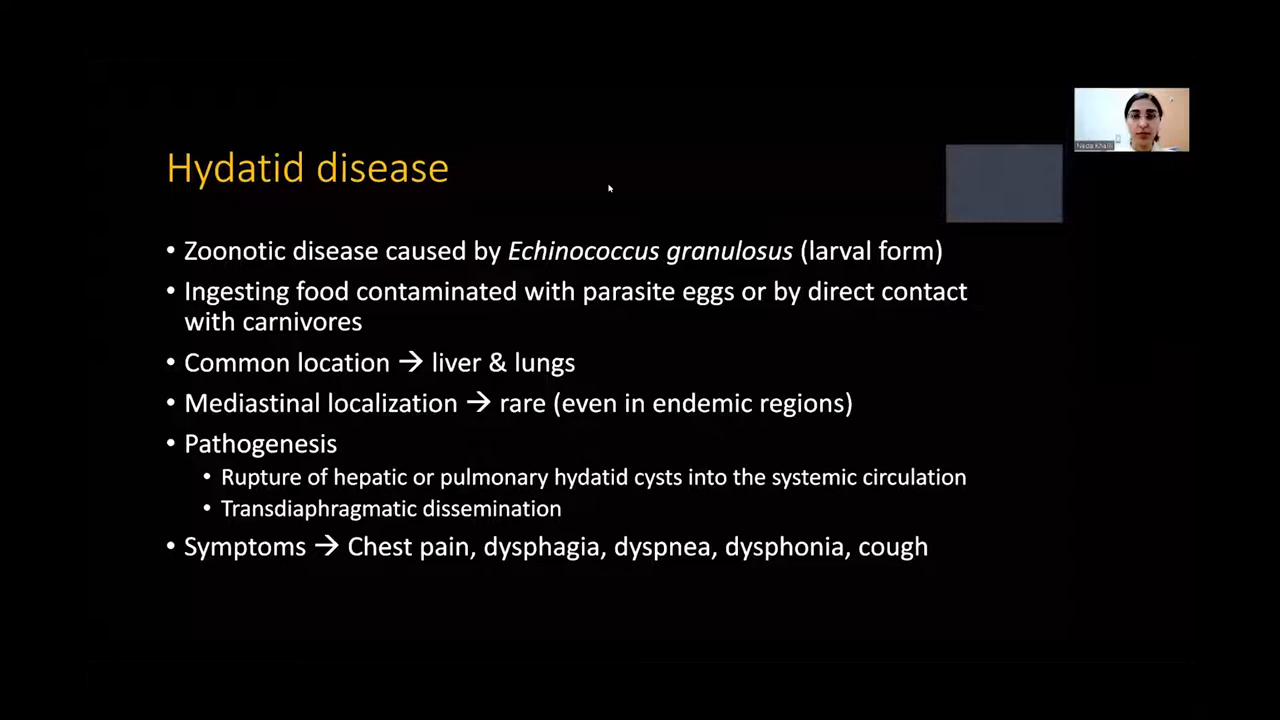 Hydatid disease
• Zoonotic disease caused by Echinococcus granulosus (larval form)
• Ingesting food contaminated with parasite eggs or by direct contact
with carnivores
• Common location → liver & lungs
• Mediastinal localization → rare (even in endemic regions)
• Pathogenesis
• Rupture of hepatic or pulmonary hydatid cysts into the systemic circulation
• Transdiaphragmatic dissemination
• Symptoms → Chest pain, dysphagia, dyspnea, dysphonia, cough